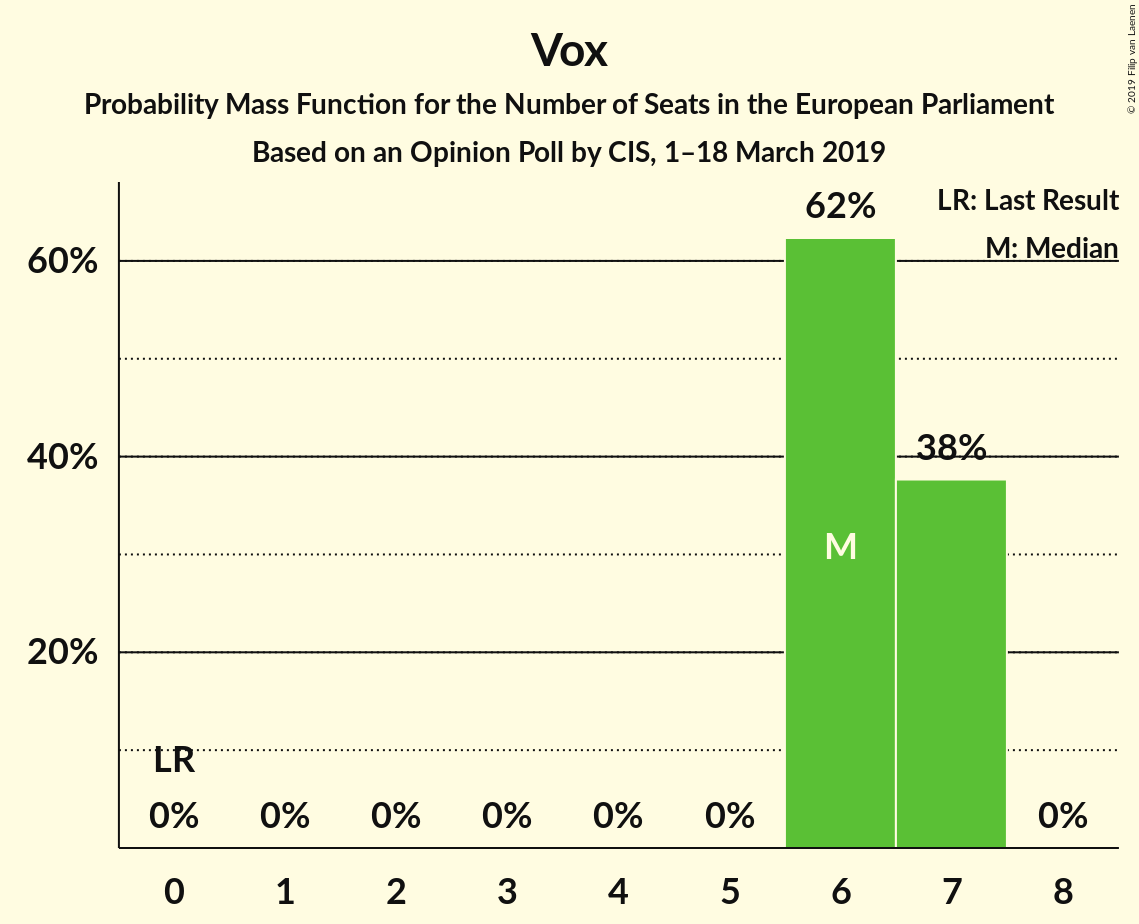 Vox
Probability Mass Function for the Number of Seats in the European Parliament
Based on an Opinion Poll by CIS, 1–18 March 2019
© 2019 Filip van Laenen
LR: Last Result
M: Median
62%
60%
38%
40%
M
20%
LR
0% 0% 0% 0% 0% 0% 0%
0 1 2 3 4 5 6 7 8